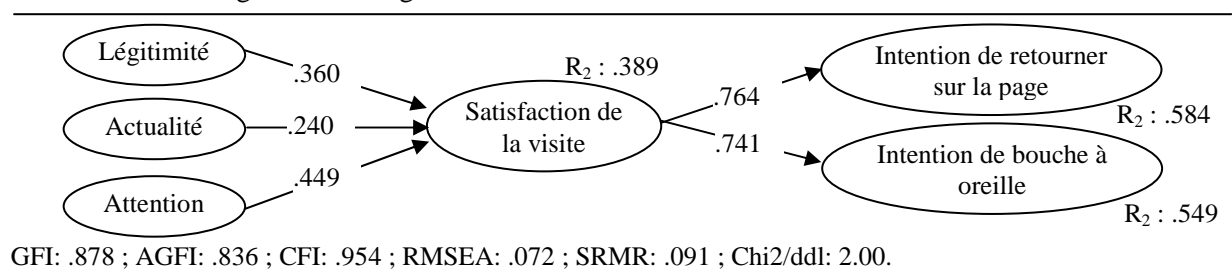 Légitimité
Actualité
Attention
.360
.240
.449
R2 : .389
Satisfaction de
la visite
.764
.741
Intention de retourner
sur la page
R2 : .584
Intention de bouche à
oreille
R2 : .549
GFI: .878 ; AGFI: .836 ; CFI: .954 ; RMSEA: .072 ; SRMR: .091 ; Chi2/ddl: 2.00.